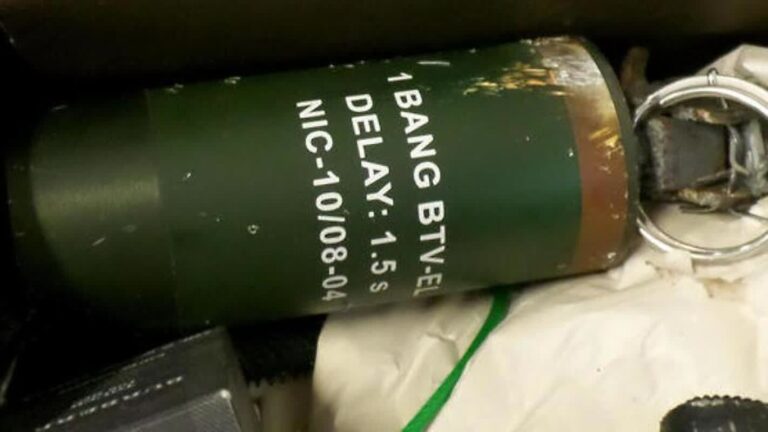 1 BANG BTV-EL
DELAY: 1.5 s
NIC-10/08-04